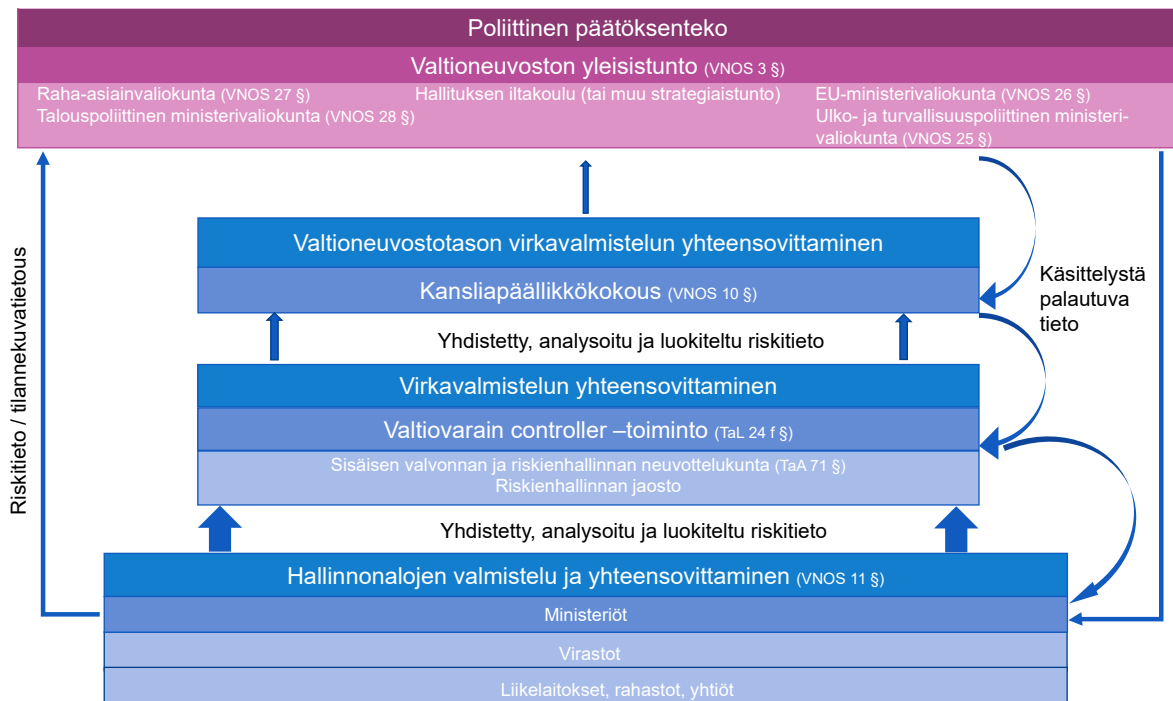 Poliittinen päätöksenteko
Valtioneuvoston yleisistunto (VNOS 3 §)
Raha-asiainvaliokunta (VNOS 27 §)
Talouspoliittinen ministerivaliokunta (VNOS 28 §)
Hallituksen iltakoulu (tai muu strategiaistunto)
EU-ministerivaliokunta (VNOS 26 §)
Ulko- ja turvallisuuspoliittinen ministeri-
valiokunta (VNOS 25 §)
Valtioneuvostotason virkavalmistelun yhteensovittaminen
Kansliapäällikkökokous (VNOS 10 §)
Käsittelystä
palautuva
tieto
Riskitieto / tilannekuvatietous
Yhdistetty, analysoitu ja luokiteltu riskitieto
Virkavalmistelun yhteensovittaminen
Valtiovarain controller –toiminto (TaL 24 f §)
Sisäisen valvonnan ja riskienhallinnan neuvottelukunta (TaA 71 §)
Riskienhallinnan jaosto
Yhdistetty, analysoitu ja luokiteltu riskitieto
Hallinnonalojen valmistelu ja yhteensovittaminen (VNOS 11 §)
Ministeriöt
Virastot
Liikelaitokset, rahastot, yhtiöt